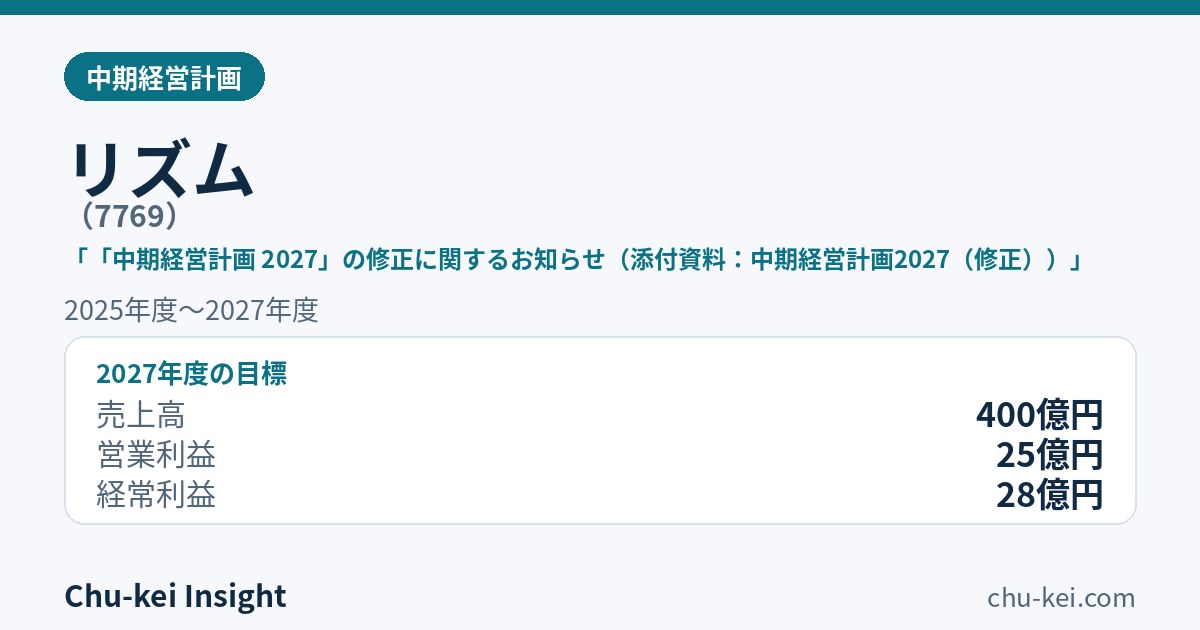 中期経営計画
リズム
（7769）
「「中期経営計画 2027」の修正に関するお知らせ（添付資料：中期経営計画2027（修正））」
2025年度～2027年度
2027年度の目標
売上高 400億円
営業利益 25億円
経常利益 28億円
Chu-kei Insight chu-kei.com